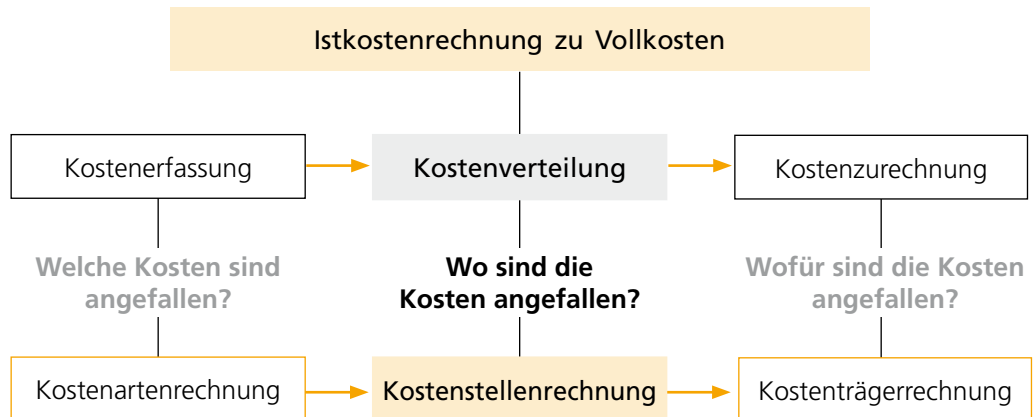 Istkostenrechnung zu Vollkosten
Kostenerfassung
Kostenverteilung
Kostenzurechnung
Welche Kosten sind
angefallen?
Wo sind die
Kosten angefallen?
Wofür sind die Kosten
angefallen?
Kostenartenrechnung
Kostenstellenrechnung
Kostenträgerrechnung